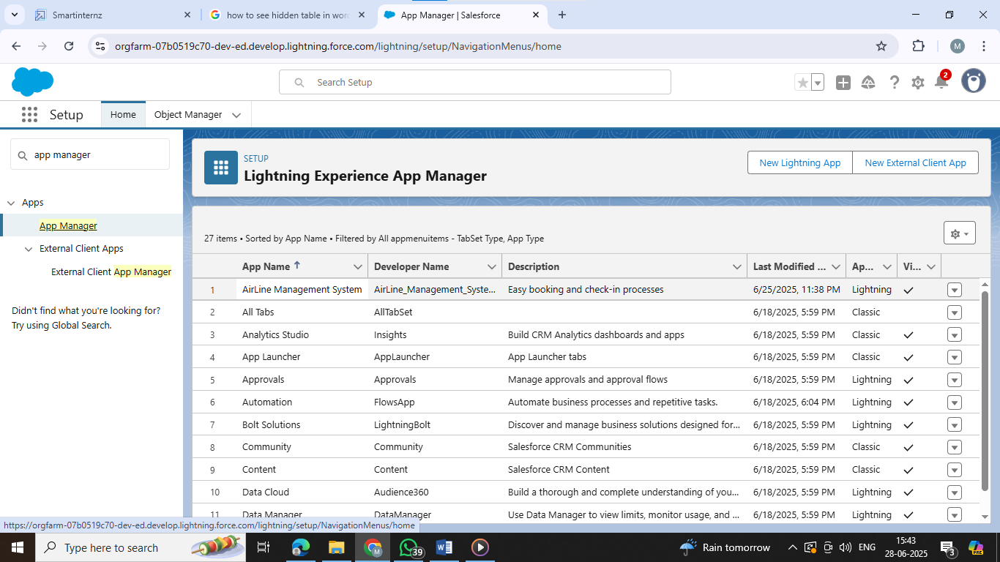 Smartinternz
how to see hidden table in wor
App Manager | Salesforce
orgfarm-07b0519c70-dev-ed.develop.lightning.force.com/lightning/setup/NavigationMenus/home
M
Search Setup
2
Setup
Home
Object Manager
app manager
Apps
App Manager
External Client Apps
External Client App Manager
Didn't find what you're looking for?
Try using Global Search.
SETUP
Lightning Experience App Manager
New Lightning App
New External Client App
27 items • Sorted by App Name • Filtered by All appmenuitems - TabSet Type, App Type
App Name Developer Name Description Last Modified ... Ap... Vi...
1 AirLine Management System AirLine_Management_Syste... Easy booking and check-in processes 6/25/2025, 11:38 PM Lightning
2 All Tabs AllTabSet 6/18/2025, 5:59 PM Classic
3 Analytics Studio Insights Build CRM Analytics dashboards and apps 6/18/2025, 5:59 PM Classic
4 App Launcher AppLauncher App Launcher tabs 6/18/2025, 5:59 PM Classic
5 Approvals Approvals Manage approvals and approval flows 6/18/2025, 5:59 PM Lightning
6 Automation FlowsApp Automate business processes and repetitive tasks. 6/18/2025, 6:04 PM Lightning
7 Bolt Solutions LightningBolt Discover and manage business solutions designed for... 6/18/2025, 5:59 PM Lightning
8 Community Community Salesforce CRM Communities 6/18/2025, 5:59 PM Classic
9 Content Content Salesforce CRM Content 6/18/2025, 5:59 PM Classic
10 Data Cloud Audience360 Build a thorough and complete understanding of you... 6/18/2025, 5:59 PM Lightning
11 Data Manager DataManager Use Data Manager to view limits, monitor usage, and ... 6/18/2025, 5:59 PM Lightning
https://orgfarm-07b0519c70-dev-ed.develop.lightning.force.com/lightning/setup/NavigationMenus/home
Type here to search
M
39
Rain tomorrow
ENG
15:43
28-06-2025
3
PRE